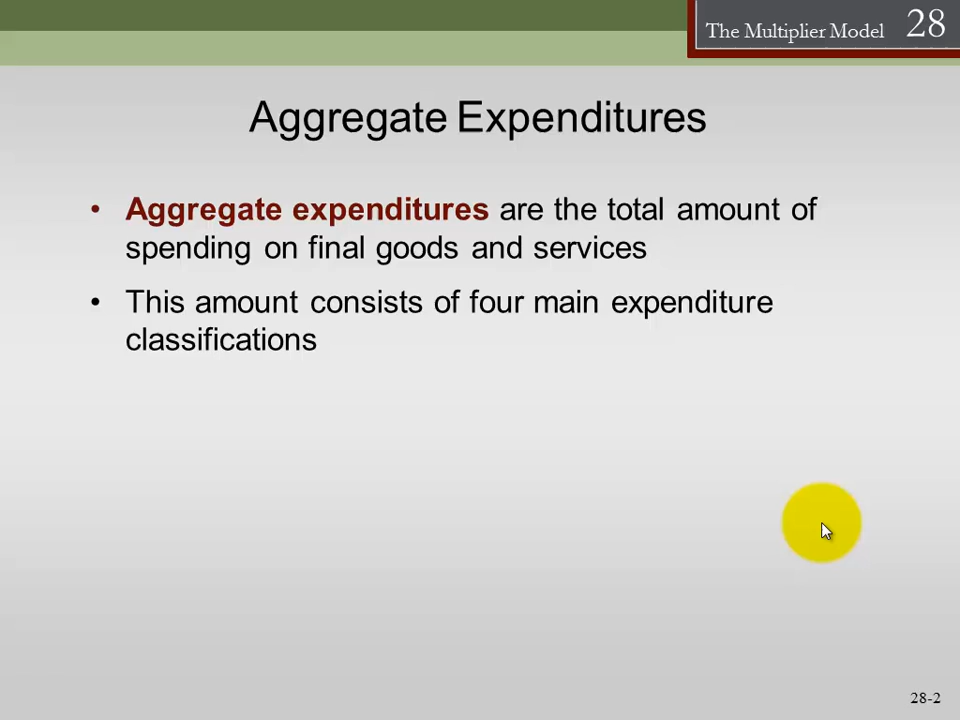 The Multiplier Model 28
Aggregate Expenditures
• Aggregate expenditures are the total amount of
spending on final goods and services
• This amount consists of four main expenditure
classifications
28-2